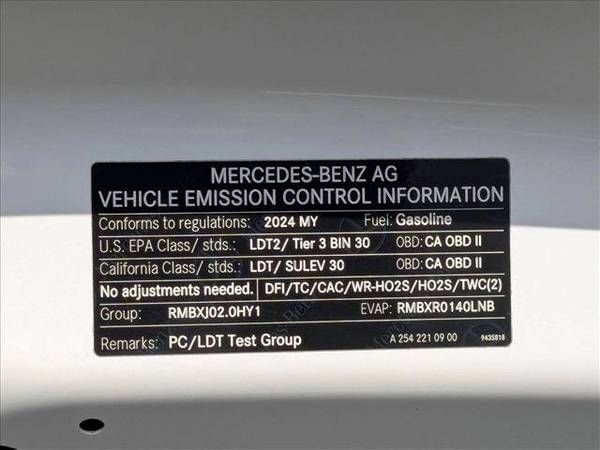 MERCEDES-BENZ AG
VEHICLE EMISSION CONTROL INFORMATION
Conforms to regulations: 2024 MY Fuel: Gasoline
U.S. EPA Class/ stds.: LDT2/ Tier 3 BIN 30 OBD: CA OBD II
California Class/ stds.: LDT/ SULEV 30 OBD: CA OBD II
No adjustments needed. DFI/TC/CAC/WR-HO2S/HO2S/TWC(2)
Group: RMBXJ02.0HY1 EVAP: RMBXR0140LNB
Remarks: PC/LDT Test Group A 254 221 09 00 9435818